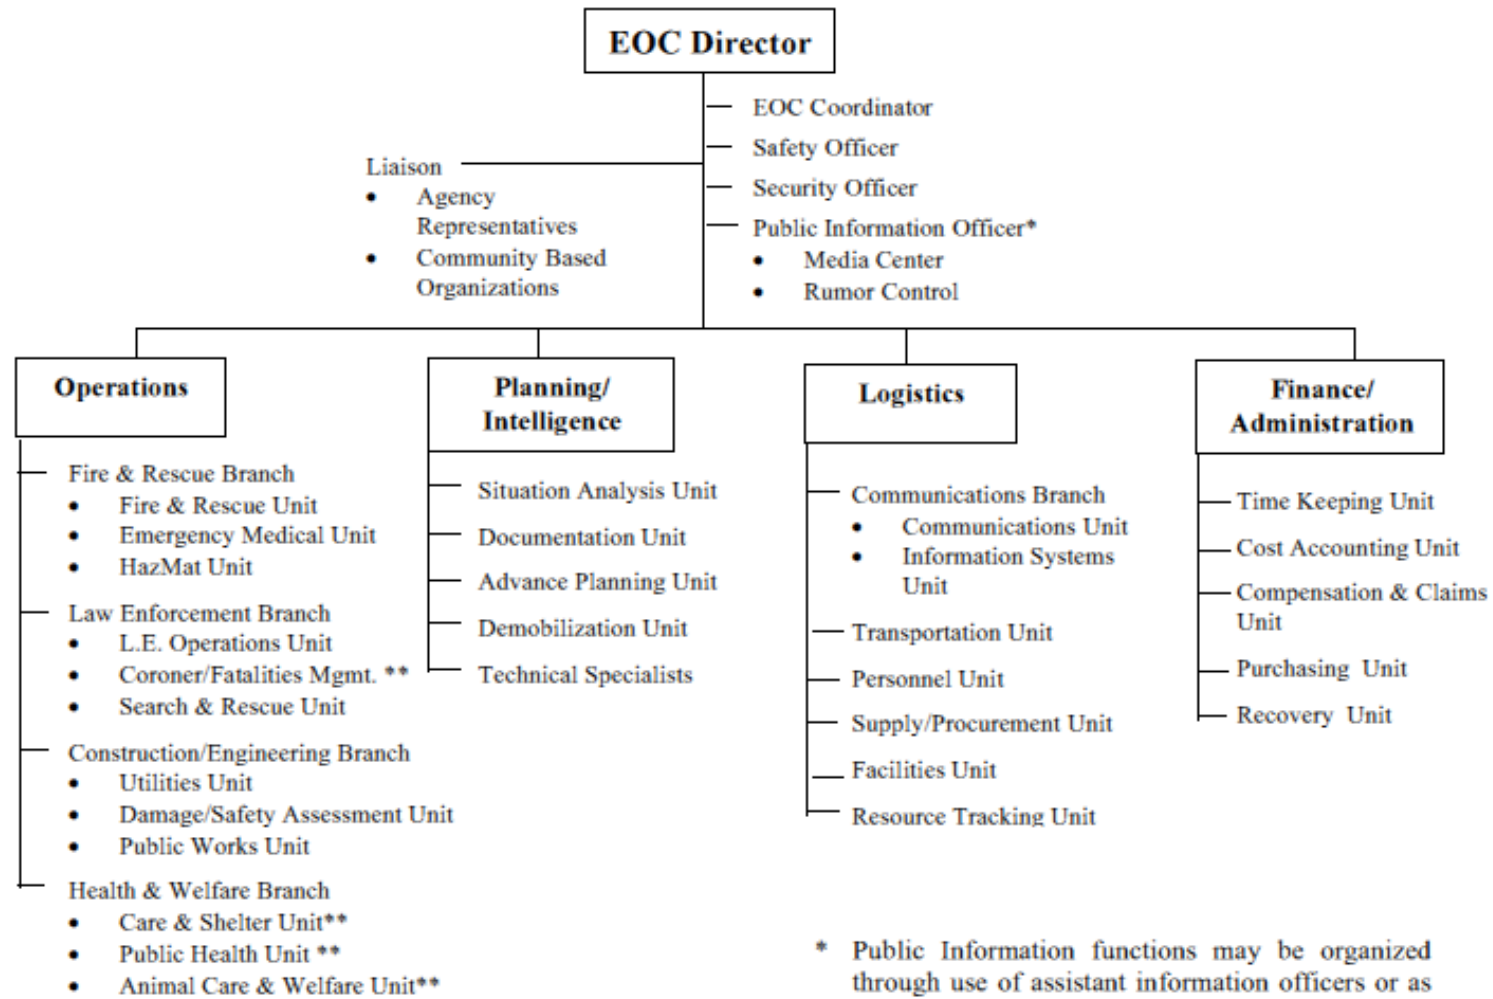 EOC Director
EOC Coordinator
Safety Officer
Security Officer
Public Information Officer*
• Media Center
• Rumor Control
Liaison
• Agency
Representatives
• Community Based
Organizations
Operations
Fire & Rescue Branch
• Fire & Rescue Unit
• Emergency Medical Unit
• HazMat Unit
Law Enforcement Branch
• L.E. Operations Unit
• Coroner/Fatalities Mgmt. **
• Search & Rescue Unit
Construction/Engineering Branch
• Utilities Unit
• Damage/Safety Assessment Unit
• Public Works Unit
Health & Welfare Branch
• Care & Shelter Unit**
• Public Health Unit **
• Animal Care & Welfare Unit**
Planning/
Intelligence
Situation Analysis Unit
Documentation Unit
Advance Planning Unit
Demobilization Unit
Technical Specialists
Logistics
Communications Branch
• Communications Unit
• Information Systems
Unit
Transportation Unit
Personnel Unit
Supply/Procurement Unit
Facilities Unit
Resource Tracking Unit
Finance/
Administration
Time Keeping Unit
Cost Accounting Unit
Compensation & Claims
Unit
Purchasing Unit
Recovery Unit
* Public Information functions may be organized
through use of assistant information officers or as